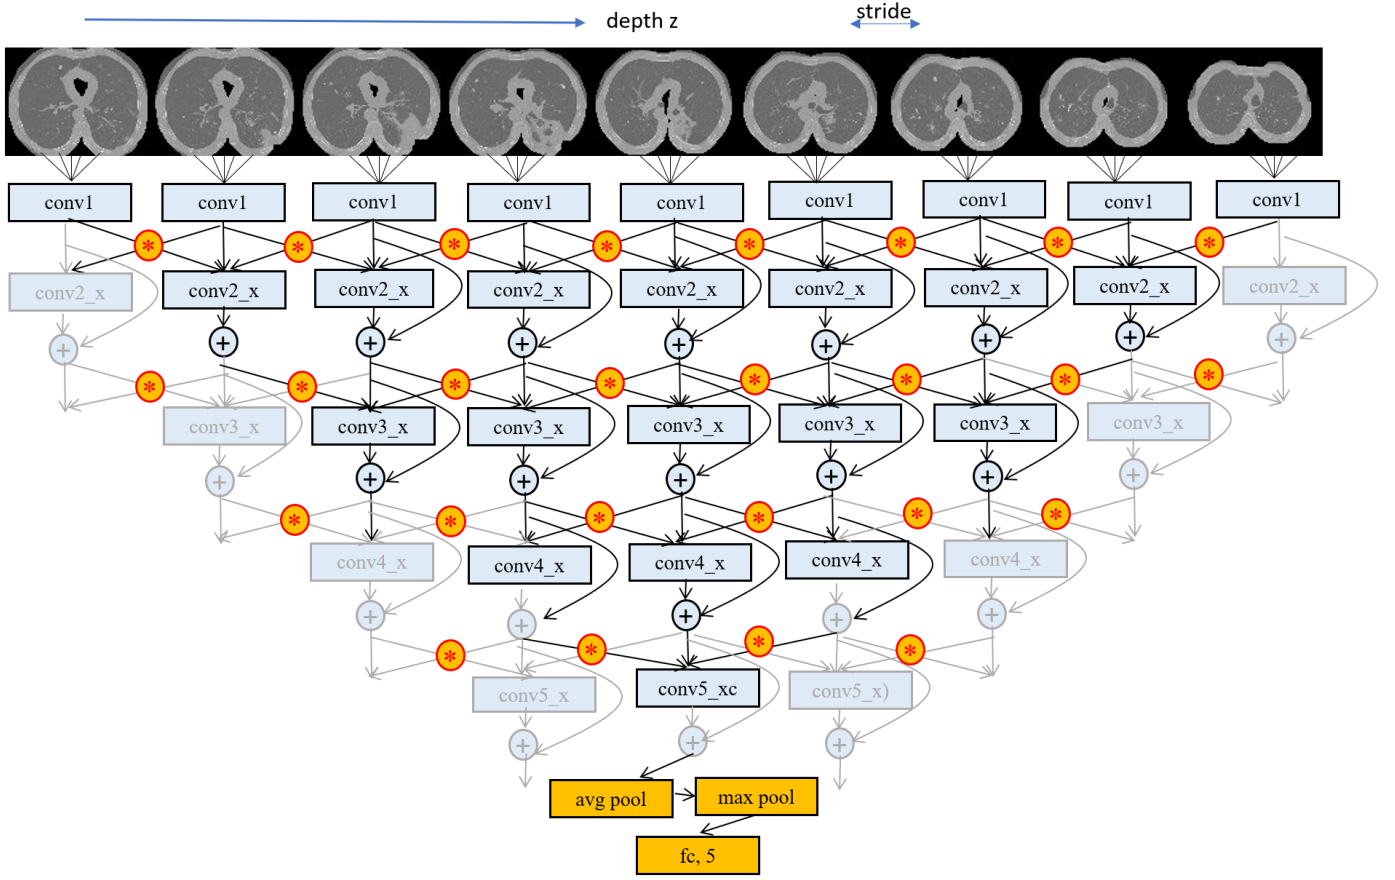 depth z
stride
conv1 conv1 conv1 conv1 conv1 conv1 conv1 conv1 conv1
* * * * * * * *
conv2_x conv2_x conv2_x conv2_x conv2_x conv2_x conv2_x conv2_x conv2_x
+ + + + + + + + +
* * * * * * * *
conv3_x conv3_x conv3_x conv3_x conv3_x conv3_x conv3_x
+ + + + + + +
* * * * * *
conv4_x conv4_x conv4_x conv4_x conv4_x
+ + + + +
* * * *
conv5_x conv5_xc conv5_x)
+ + +
avg pool max pool
fc, 5